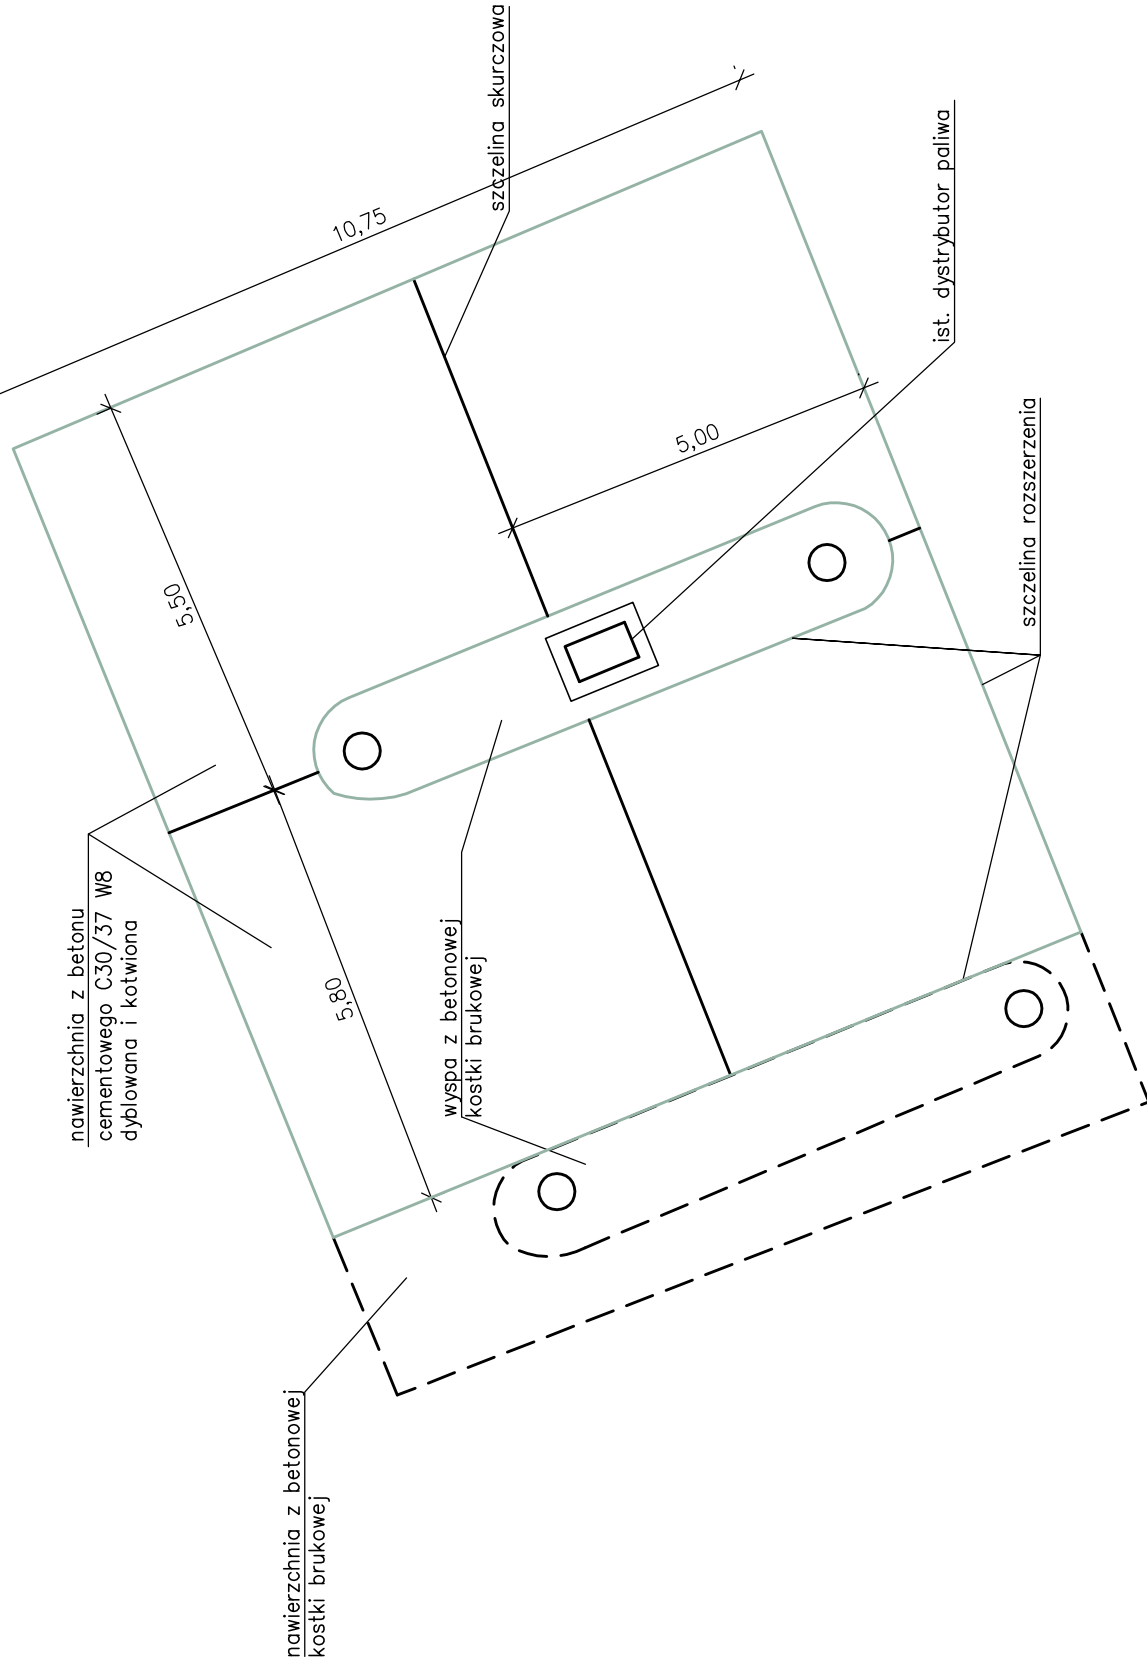 szczelina skurczowa
10,75
ist. dystrybutor paliwa
5,00
szczelina rozszerzenia
5,50
nawierzchnia z betonu
cementowego C30/37 W8
dyblowana i kotwiona
5,80
wyspa z betonowej
kostki brukowej
nawierzchnia z betonowej
kostki brukowej